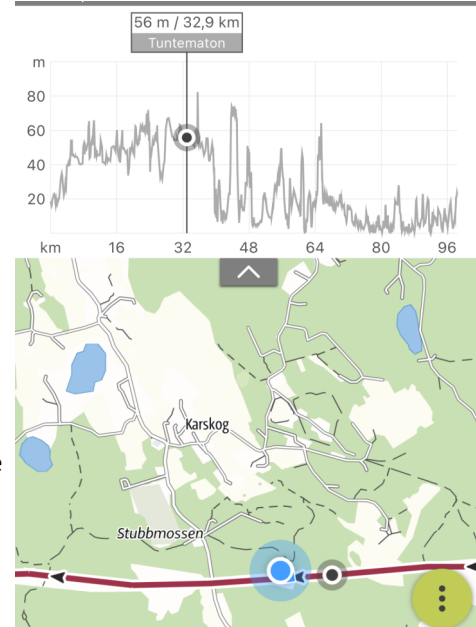 56 m / 32,9 km
Tuntematon
m
80
60
40
20
km 16 32 48 64 80 96
Karskog
e
Stubbmossen